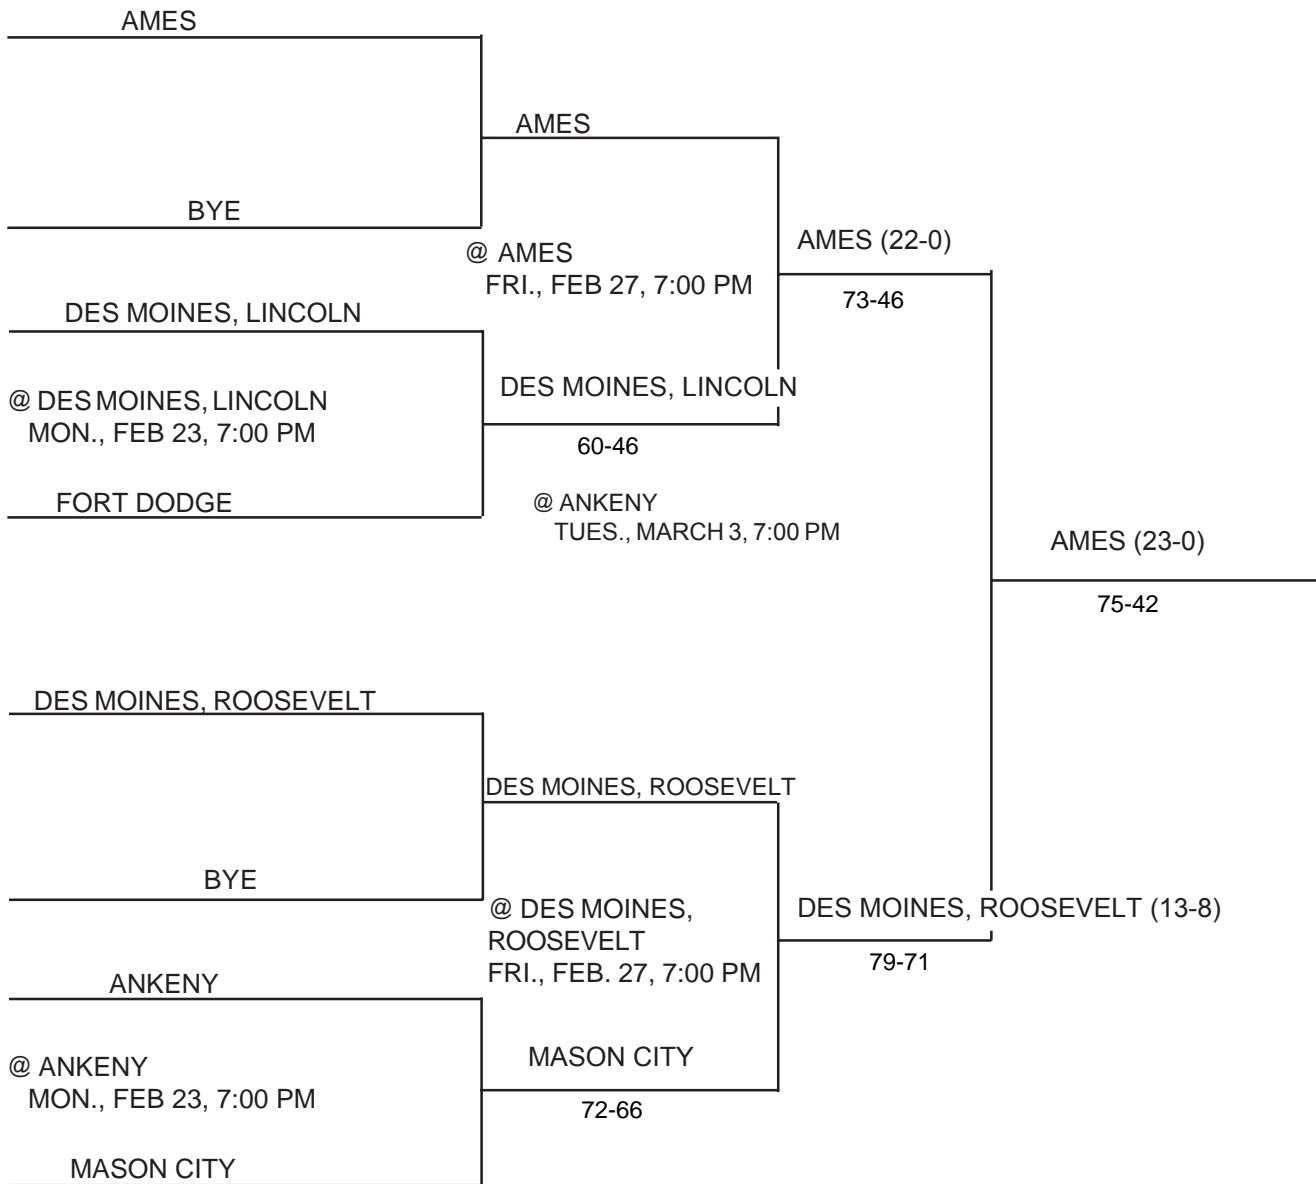 AMES
AMES
BYE
@ AMES
FRI., FEB 27, 7:00 PM
AMES (22-0)
73-46
DES MOINES, LINCOLN
@ DES MOINES, LINCOLN
MON., FEB 23, 7:00 PM
DES MOINES, LINCOLN
60-46
FORT DODGE
@ ANKENY
TUES., MARCH 3, 7:00 PM
AMES (23-0)
75-42
DES MOINES, ROOSEVELT
DES MOINES, ROOSEVELT
BYE
@ DES MOINES,
ROOSEVELT
FRI., FEB. 27, 7:00 PM
DES MOINES, ROOSEVELT (13-8)
79-71
ANKENY
@ ANKENY
MON., FEB 23, 7:00 PM
MASON CITY
72-66
MASON CITY